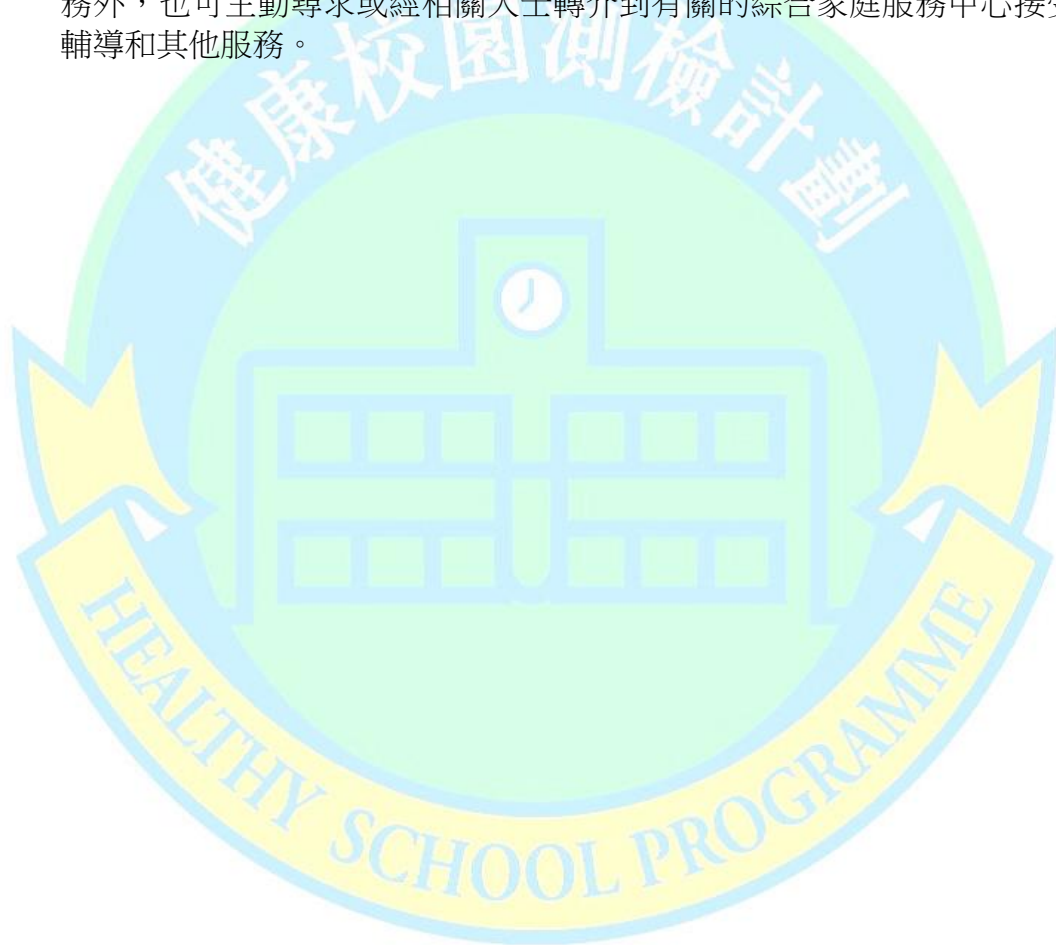 務外，也可主動尋求或經相關人士轉介到有關的綜合家庭服務中心接受
輔導和其他服務。
健康校園測檢計劃
HEALTHY SCHOOL PROGRAMME